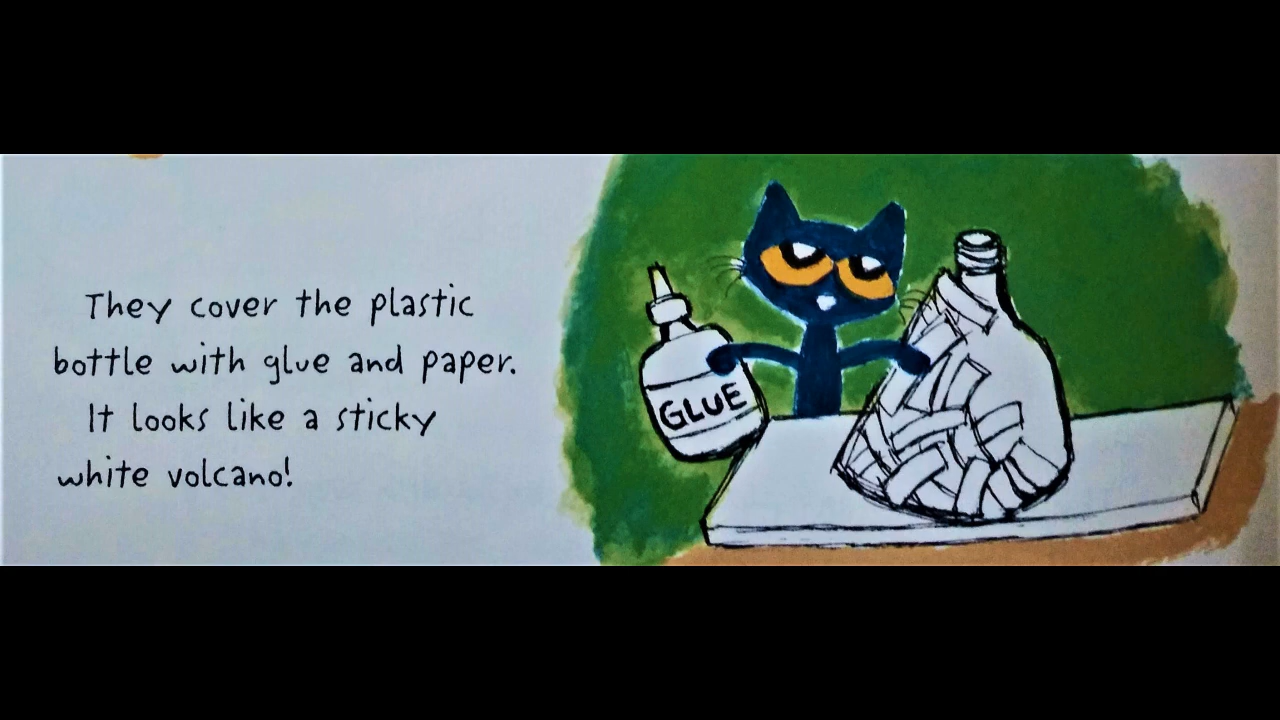 They cover the plastic
bottle with glue and paper.
It looks like a sticky
white volcano!
GLUE